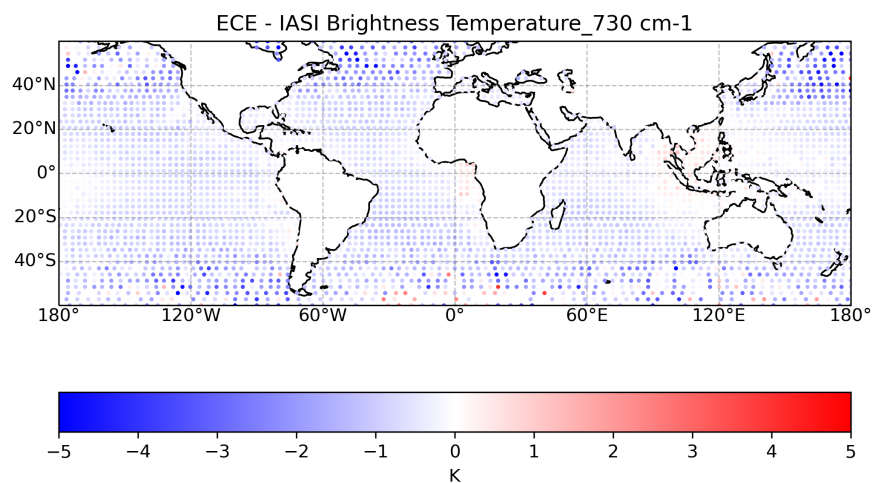 ECE - IASI Brightness Temperature_730 cm-1
40°N
20°N
0°
20°S
40°S
180° 120°W 60°W 0° 60°E 120°E 180°
−5 −4 −3 −2 −1 0 1 2 3 4 5
K